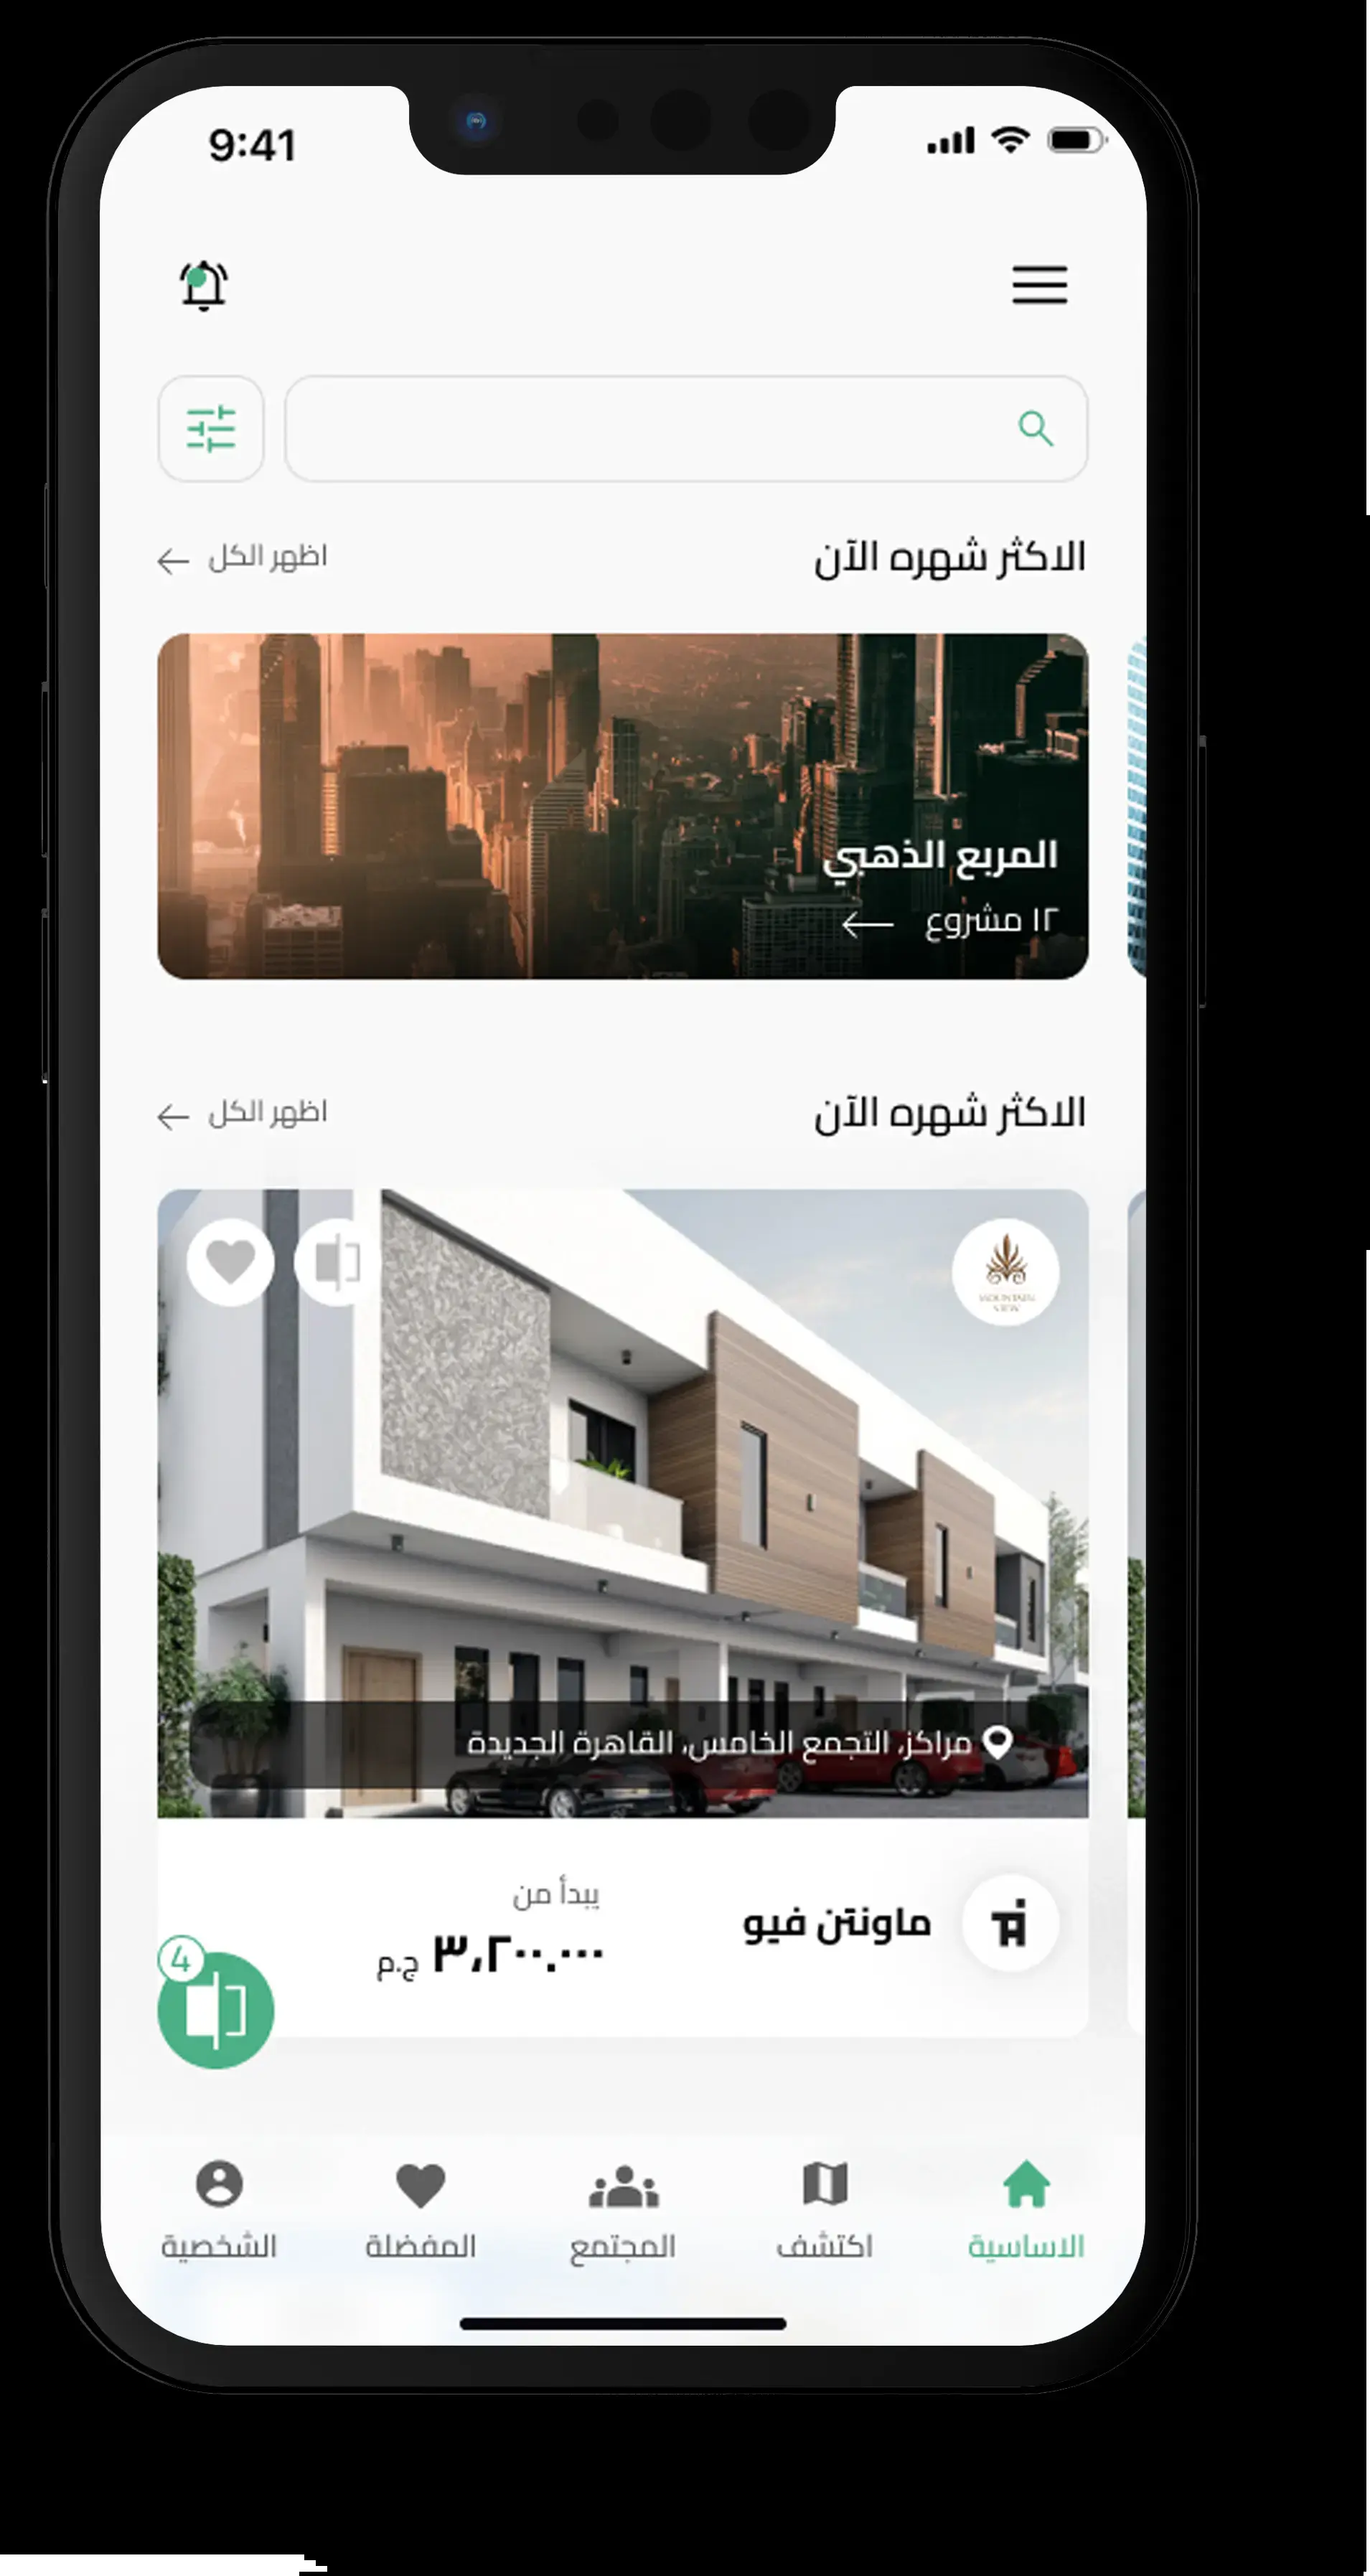 9:41
الاكثر شهره الآن
اظهر الكل
المربع الذهبي
١٢ مشروع
الاكثر شهره الآن
اظهر الكل
MOUNTAIN
VIEW
مراكز، التجمع الخامس، القاهرة الجديدة
ماونتن فيو
يبدأ من
٣،٢٠٠.٠٠٠ ج.م
4
الاساسية
اكتشف
المجتمع
المفضلة
الشخصية